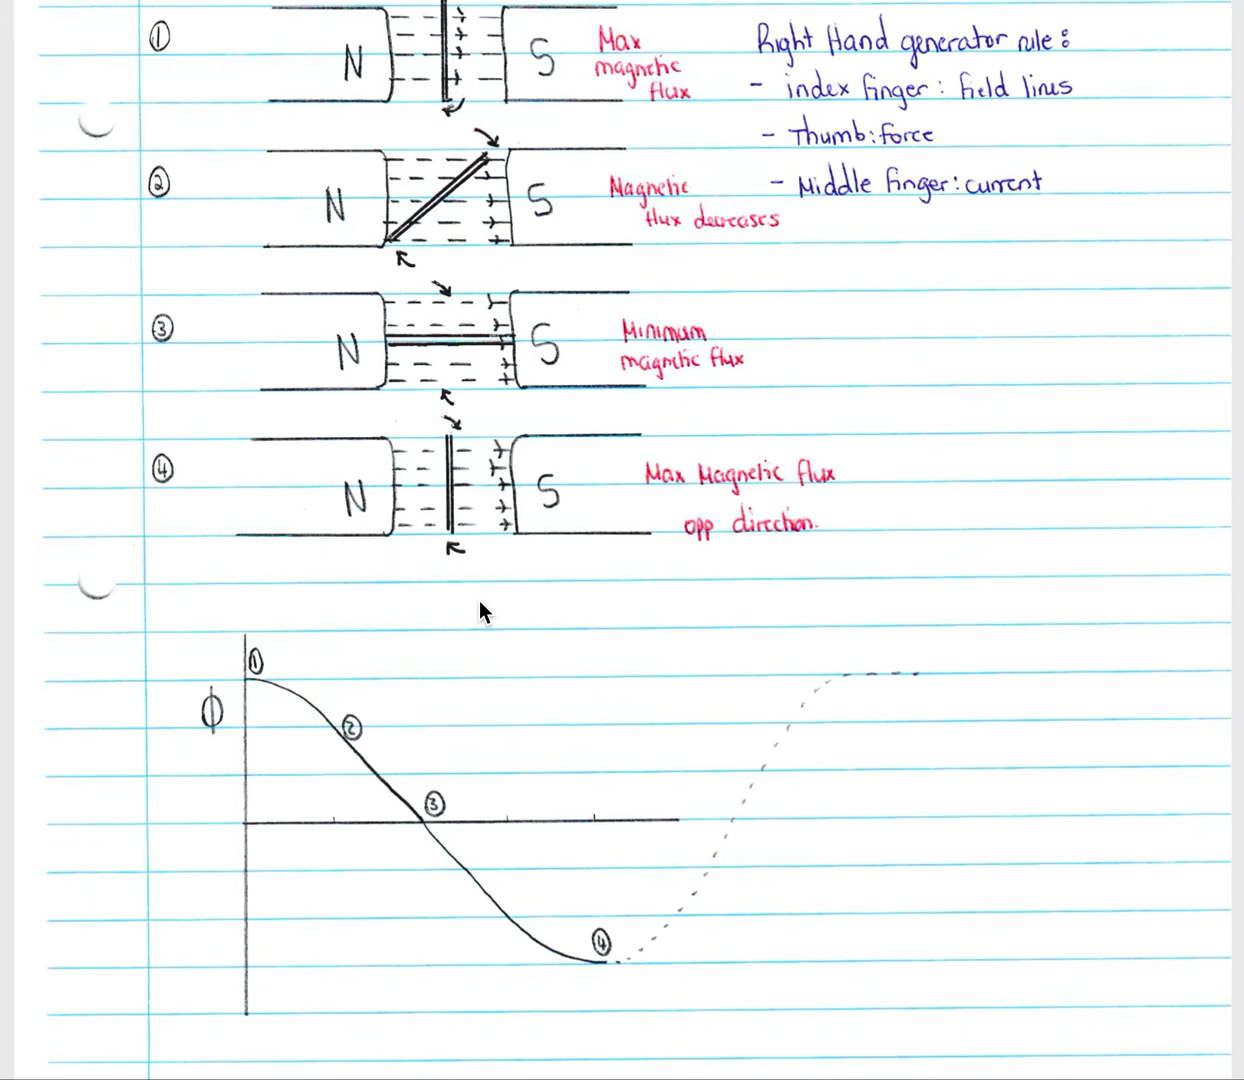 ①
N
S
Max
magnetic
flux
Right Hand generator rule:
- index finger: field lines
- Thumb: force
- Middle finger: current
②
N
S
Magnetic
flux decreases
③
N
S
Minimum
magnetic flux
④
N
S
Max Magnetic flux
opp direction.
①
ϕ
②
③
④